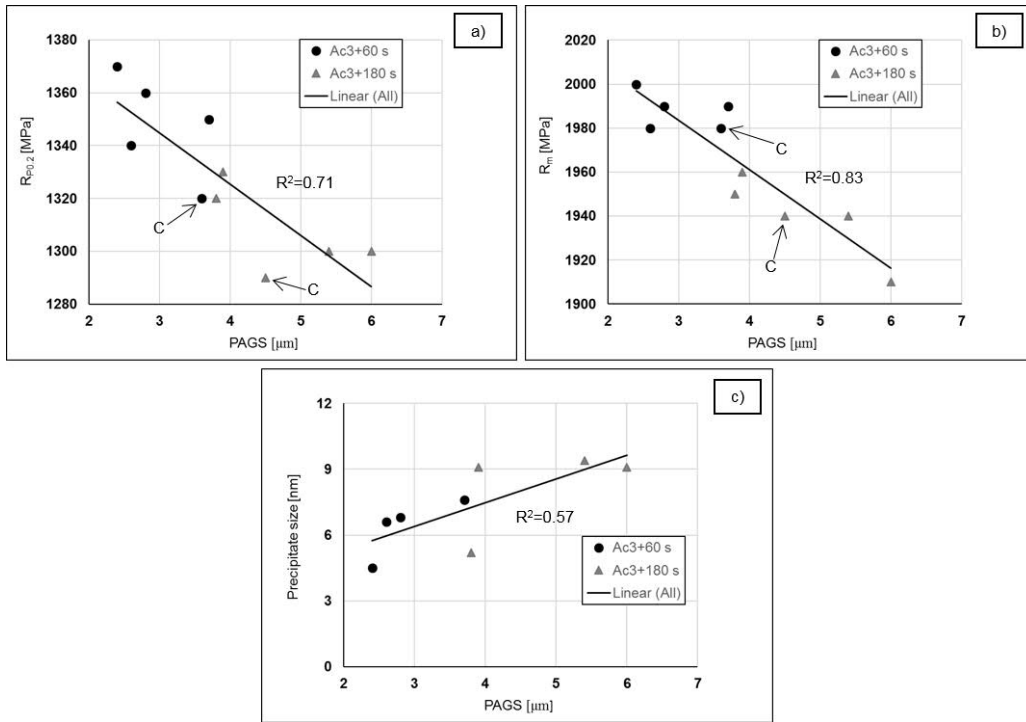 a)
1380
1360
1340
1320
1300
1280
R_P0.2 [MPa]
Ac3+60 s
Ac3+180 s
Linear (All)
R²=0.71
C
C
2 3 4 5 6 7
PAGS [μm]
b)
2020
2000
1980
1960
1940
1920
1900
R_m [MPa]
Ac3+60 s
Ac3+180 s
Linear (All)
C
R²=0.83
C
2 3 4 5 6 7
PAGS [μm]
c)
12
9
6
3
0
Precipitate size [nm]
R²=0.57
Ac3+60 s
Ac3+180 s
Linear (All)
2 3 4 5 6 7
PAGS [μm]